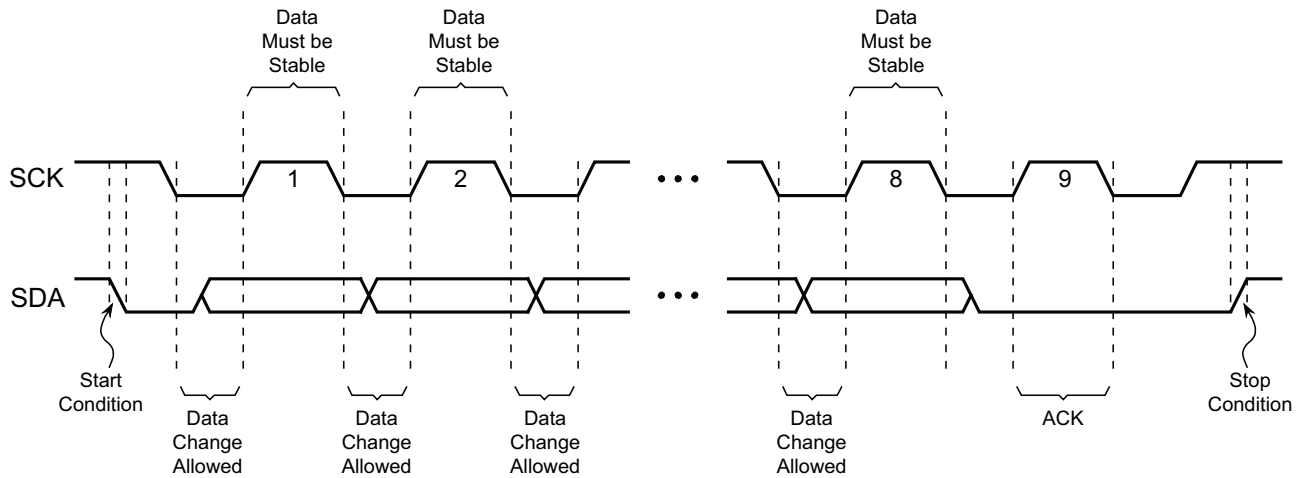 Data
Must be
Stable
Data
Must be
Stable
Data
Must be
Stable
SCK
1
2
8
9
SDA
Start
Condition
Data
Change
Allowed
Data
Change
Allowed
Data
Change
Allowed
Data
Change
Allowed
ACK
Stop
Condition